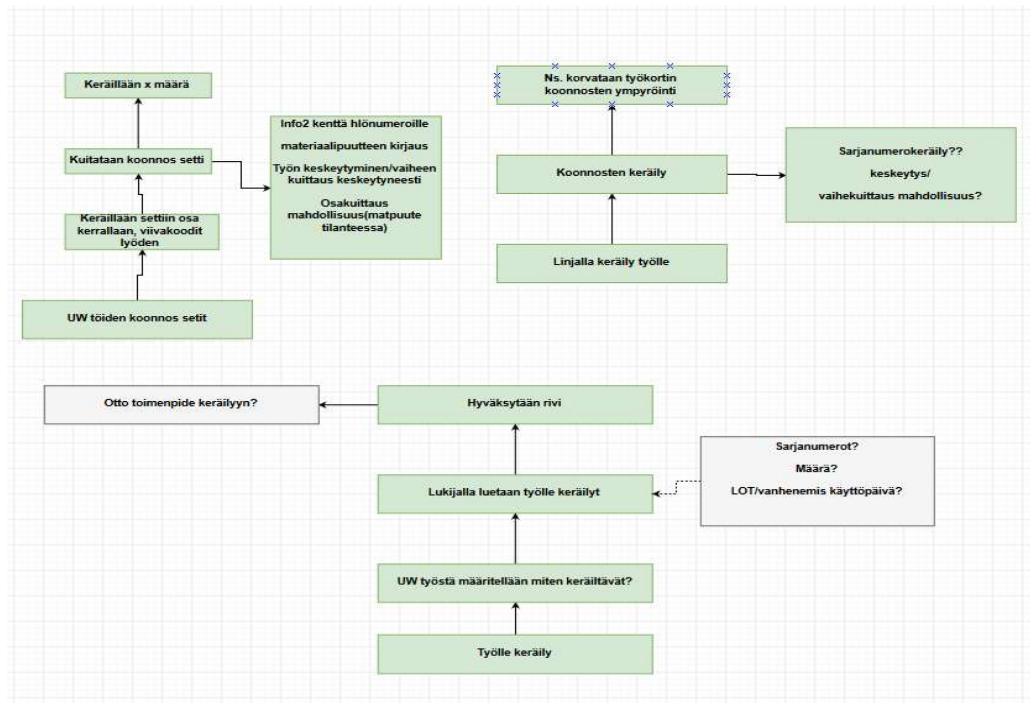 Keräillään x määrä
Kuitataan koonnos setti
Keräillään settiin osa
kerrallaan, viivakoodit
lyöden
UW töiden koonnos setit
Info2 kenttä hlönumeroille
materiaalipuutteen kirjaus
Työn keskeytyminen/vaiheen
kuittaus keskeytyneesti
Osakuittaus
mahdollisuus(matpuute
tilanteessa)
Ns. korvataan työkortin
koonnosten ympyröinti
Koonnosten keräily
Linjalla keräily työlle
Sarjanumerokeräily??
keskeytys/
vaihekuittaus mahdollisuus?
Otto toimenpide keräilyyn?
Hyväksytään rivi
Lukijalla luetaan työlle keräilyt
UW työstä määritellään miten keräiltävät?
Työlle keräily
Sarjanumerot?
Määrä?
LOT/vanhenemis käyttöpäivä?